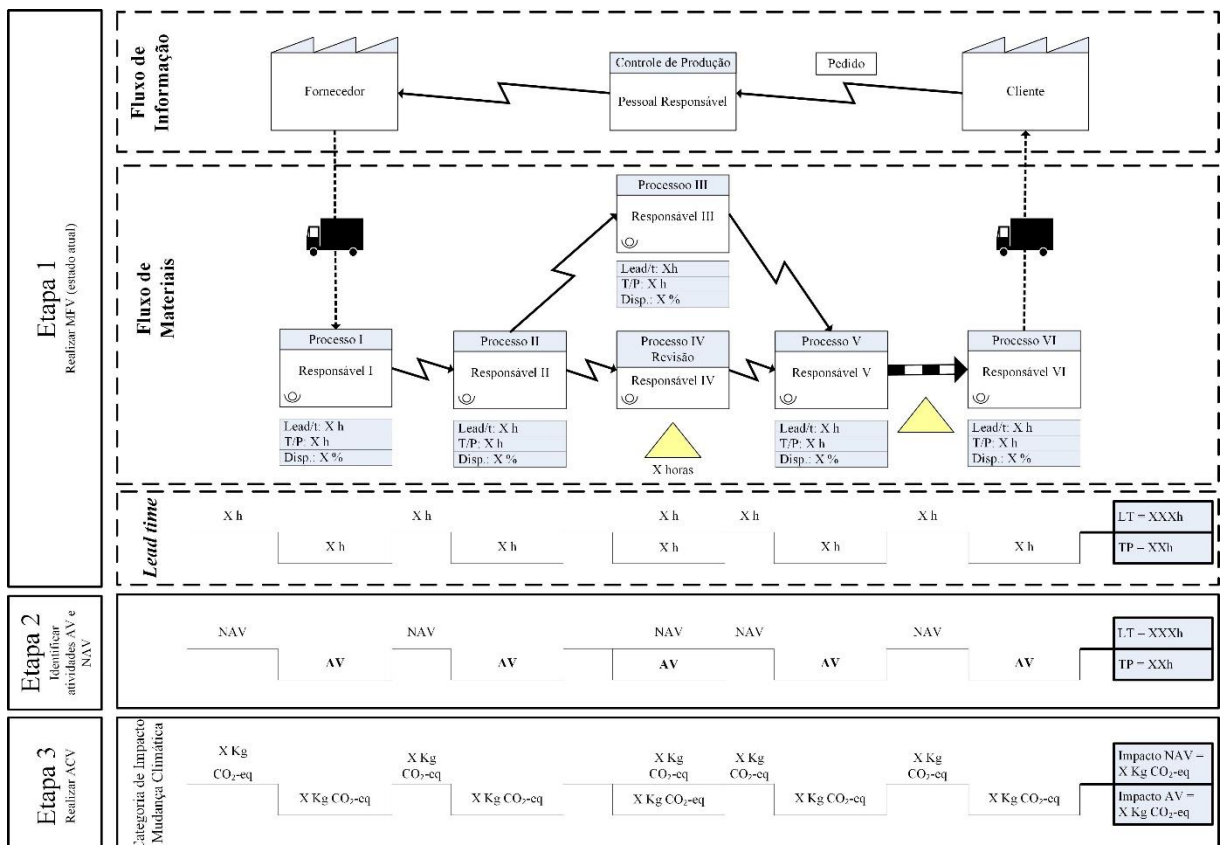 Etapa 1
Realizar MFV (estado atual)
Fluxo de
Informação
Fornecedor
Controle de Produção
Pessoal Responsável
Pedido
Cliente
Fluxo de
Materiais
Processoo III
Responsável III
Lead/t: Xh
T/P: X h
Disp.: X %
Processo I
Responsável I
Lead/t: X h
T/P: X h
Disp.: X %
Processo II
Responsável II
Lead/t: X h
T/P: X h
Disp.: X %
Processo IV
Revisão
Responsável IV
X horas
Processo V
Responsável V
Lead/t: X h
T/P: X h
Disp.: X %
Processo VI
Responsável VI
Lead/t: X h
T/P: X h
Disp.: X %
Lead time
X h X h X h X h X h
X h X h X h X h X h
LT = XXXh
TP = XXh
Etapa 2
Identificar
atividades AV e
NAV
NAV NAV NAV NAV NAV
AV AV AV AV AV
LT = XXXh
TP = XXh
Etapa 3
Realizar ACV
Categoria de Impacto
Mudança Climática
X Kg X Kg X Kg X Kg X Kg
CO₂-eq CO₂-eq CO₂-eq CO₂-eq CO₂-eq
X Kg CO₂-eq X Kg CO₂-eq X Kg CO₂-eq X Kg CO₂-eq X Kg CO₂-eq
Impacto NAV =
X Kg CO₂-eq
Impacto AV =
X Kg CO₂-eq